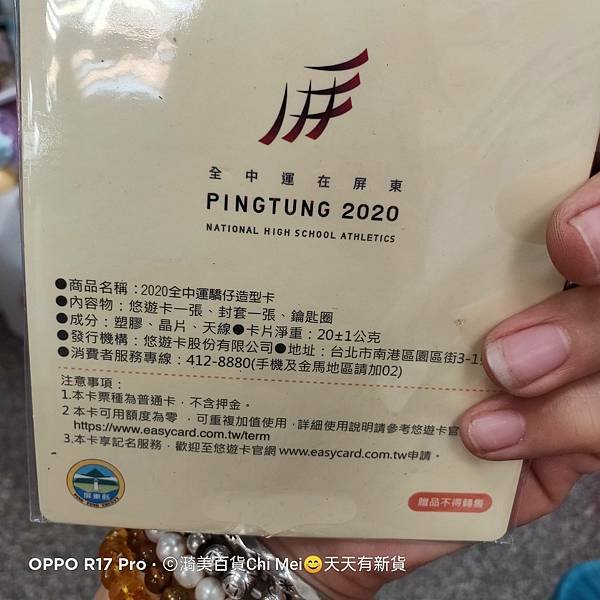 全中運在屏東
PINGTUNG 2020
NATIONAL HIGH SCHOOL ATHLETICS
●商品名稱：2020全中運驕仔造型卡
●內容物：悠遊卡一張、封套一張、鑰匙圈
●成分：塑膠、晶片、天線●卡片淨重：20±1公克
●發行機構：悠遊卡股份有限公司●地址：台北市南港區園區街3-1
●消費者服務專線：412-8880(手機及金馬地區請加02)
注意事項：
1.本卡票種為普通卡，不含押金。
2 本卡可用額度為零 ，可重複加值使用，詳細使用說明請參考悠遊卡官
https://www.easycard.com.tw/term
3.本卡享記名服務，歡迎至悠遊卡官網 www.easycard.com.tw申請。
屏東縣
贈品不得轉售
OPPO R17 Pro · ⓒ漪美百貨Chi Mei😊天天有新貨